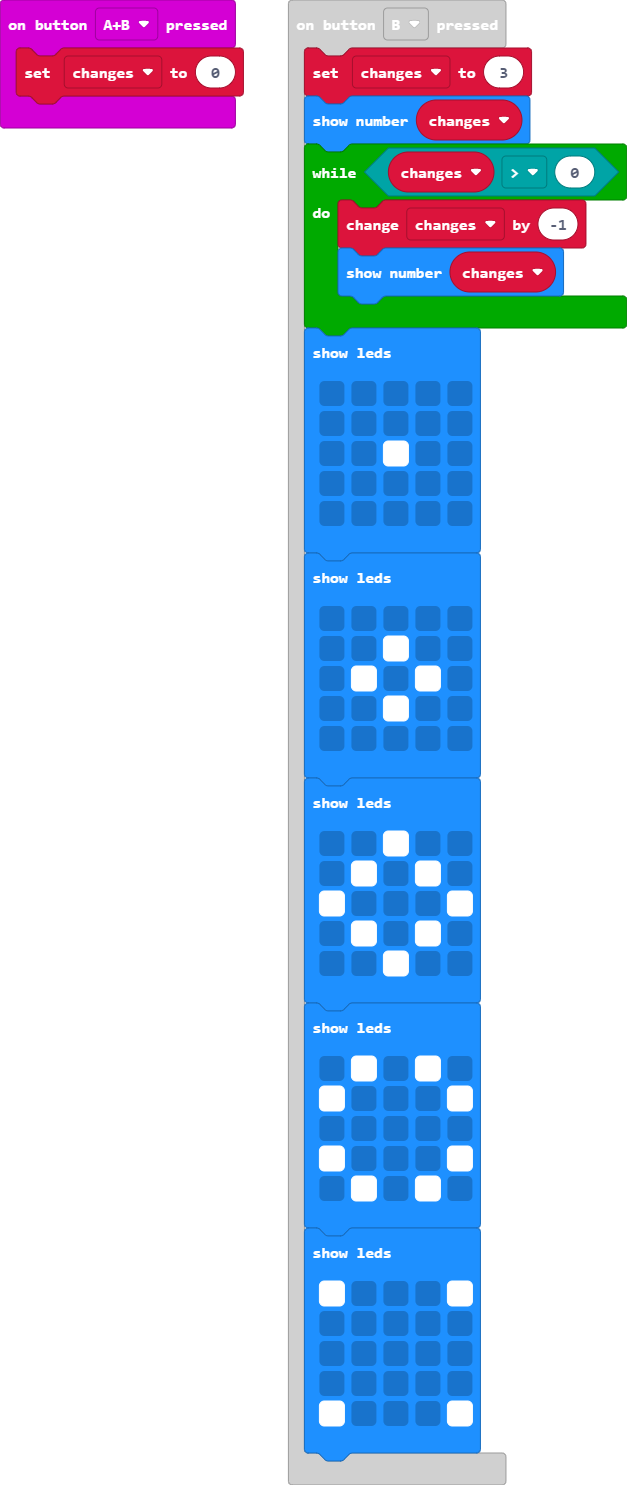 on button A+B pressed
set changes to 0
on button B pressed
set changes to 3
show number changes
while changes > 0
do
change changes by -1
show number changes
show leds
show leds
show leds
show leds
show leds